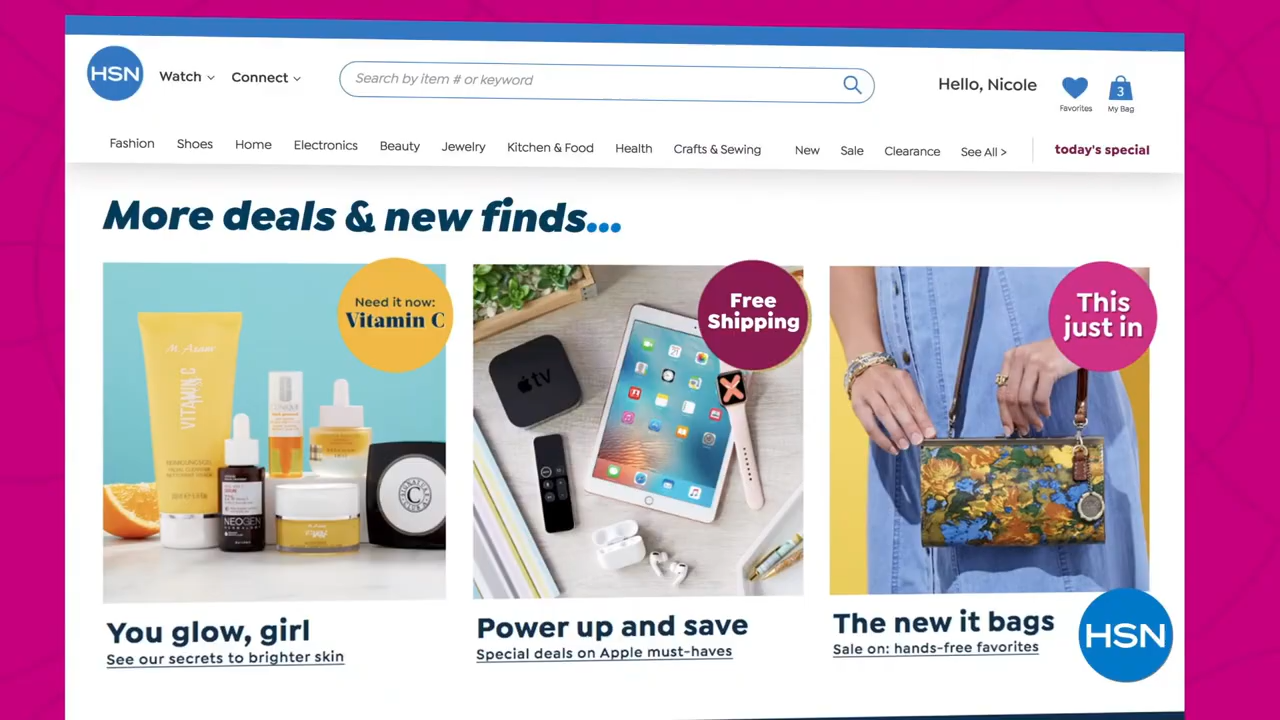 HSN
Watch
Connect
Search by item # or keyword
Hello, Nicole
Favorites
3
My Bag
Fashion
Shoes
Home
Electronics
Beauty
Jewelry
Kitchen & Food
Health
Crafts & Sewing
New
Sale
Clearance
See All >
today's special
More deals & new finds...
Need it now:
Vitamin C
M. Asam
VITAMIN C
CLINIQUE
NEOGEN
C
Free
Shipping
tv
This
just in
You glow, girl
See our secrets to brighter skin
Power up and save
Special deals on Apple must-haves
The new it bags
Sale on: hands-free favorites
HSN